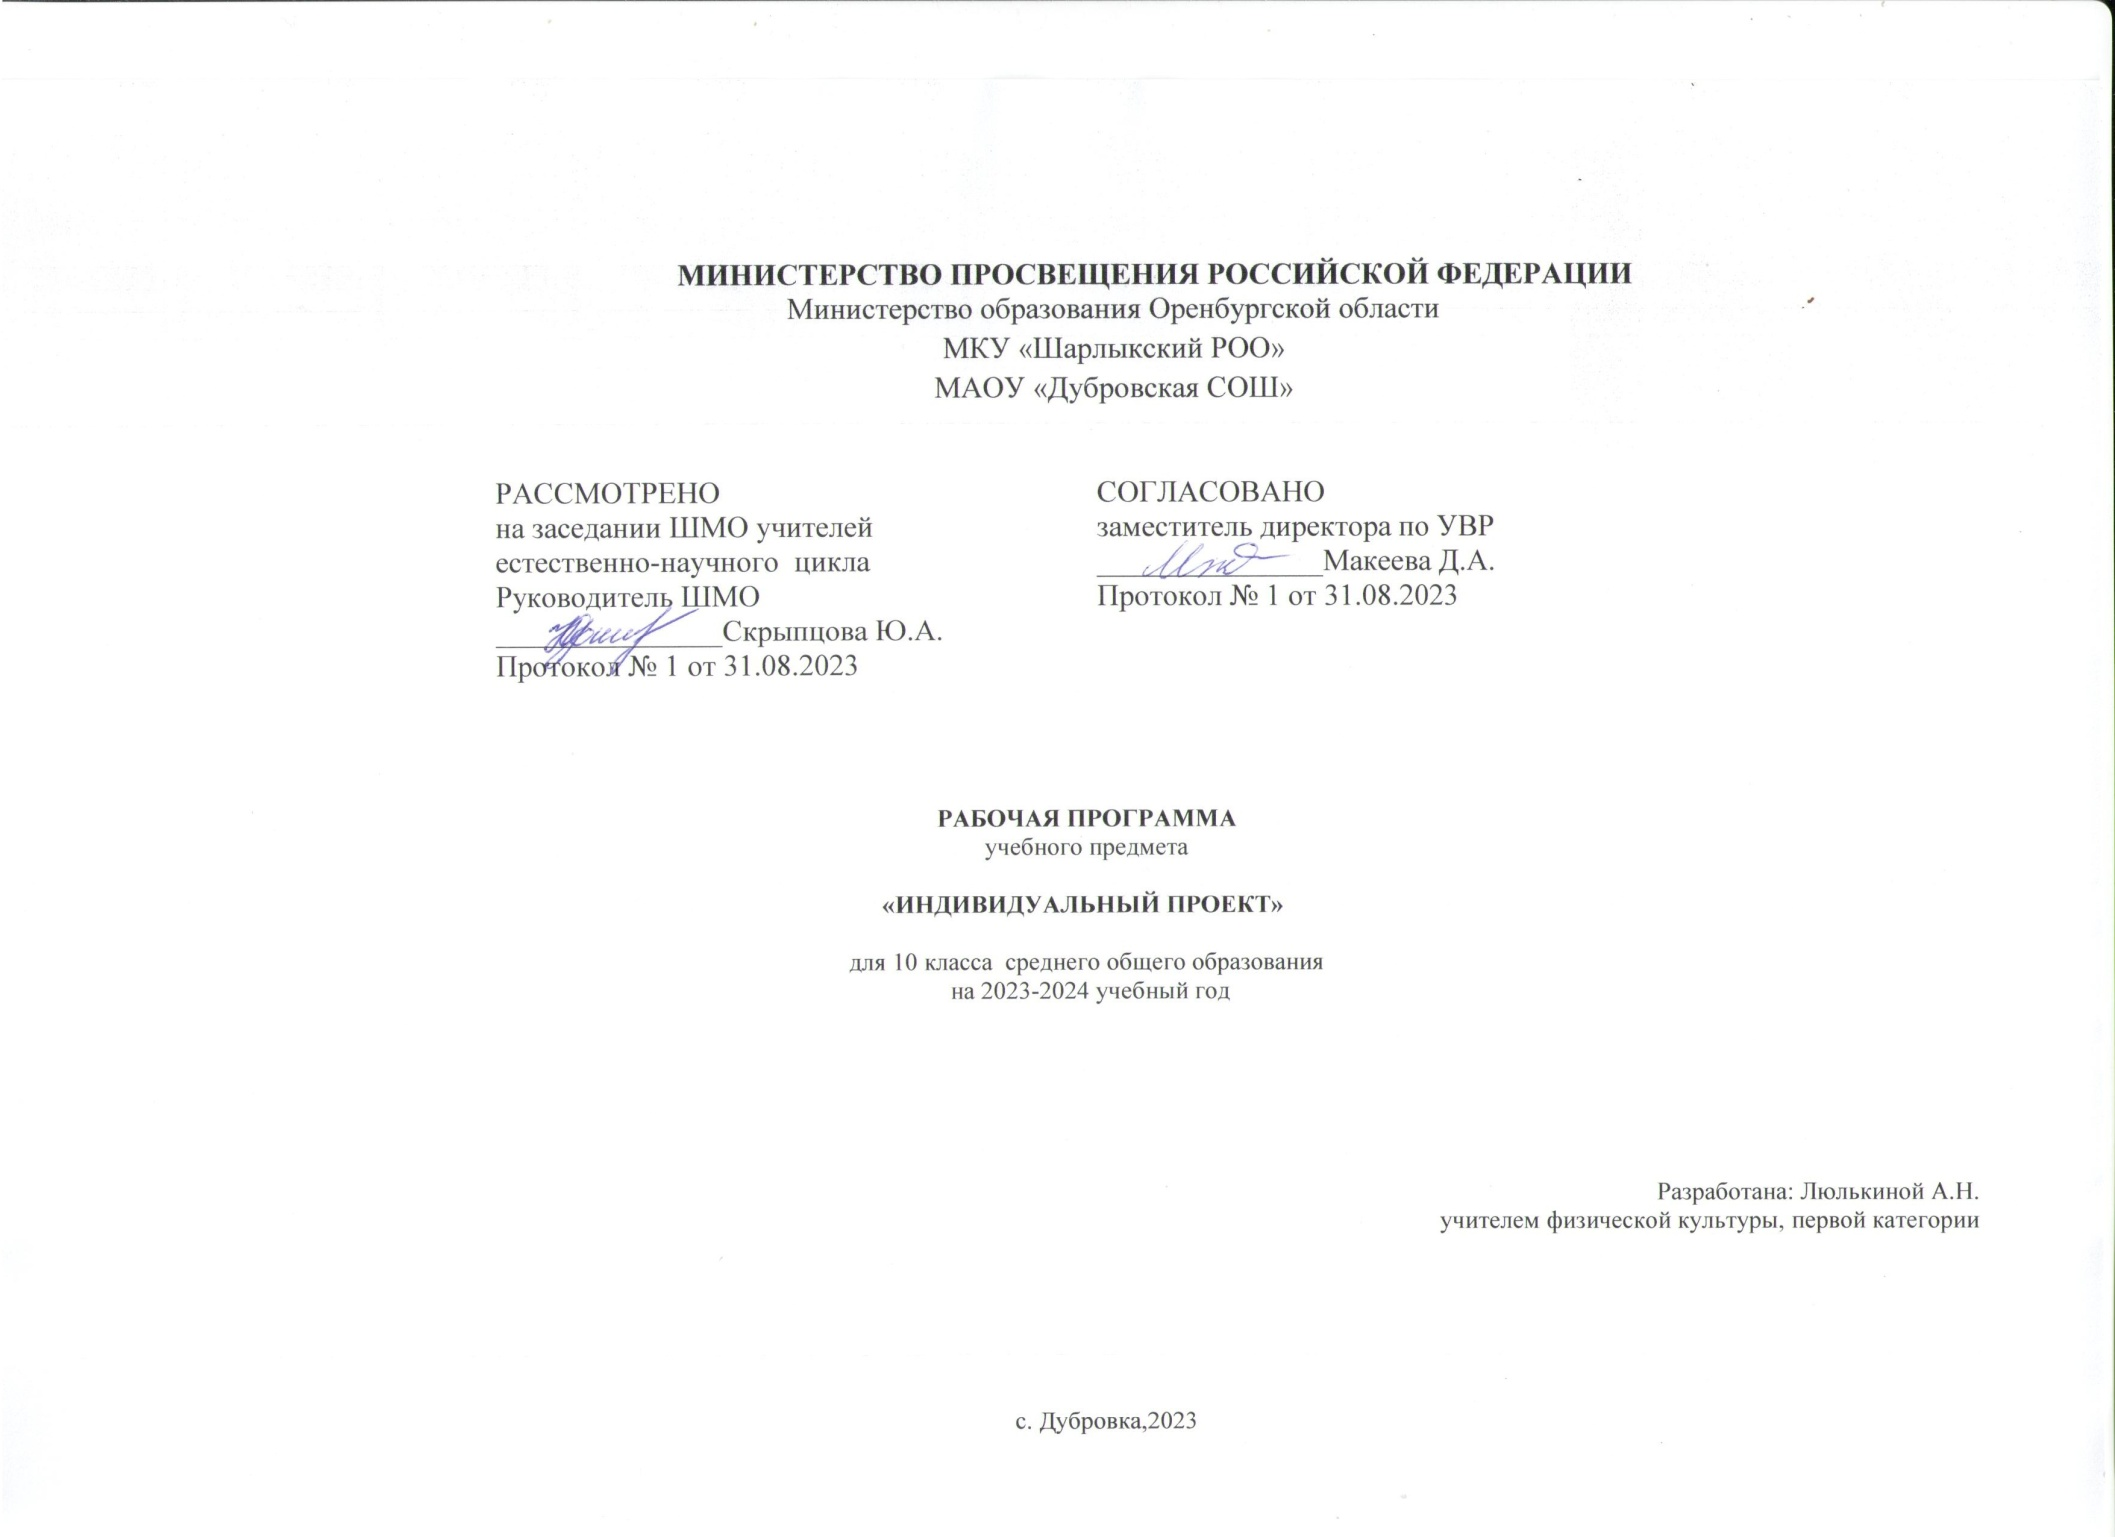 МИНИСТЕРСТВО ПРОСВЕЩЕНИЯ РОССИЙСКОЙ ФЕДЕРАЦИИ
Министерство образования Оренбургской области
МКУ «Шарлыкский РОО»
МАОУ «Дубровская СОШ»
РАССМОТРЕНО
на заседании ШМО учителей
естественно-научного цикла
Руководитель ШМО
Скрыпцова Ю.А.
Протокол № 1 от 31.08.2023
СОГЛАСОВАНО
заместитель директора по УВР
Макеева Д.А.
Протокол № 1 от 31.08.2023
РАБОЧАЯ ПРОГРАММА
учебного предмета
«ИНДИВИДУАЛЬНЫЙ ПРОЕКТ»
для 10 класса среднего общего образования
на 2023-2024 учебный год
Разработана: Люлькиной А.Н.
учителем физической культуры, первой категории
с. Дубровка,2023